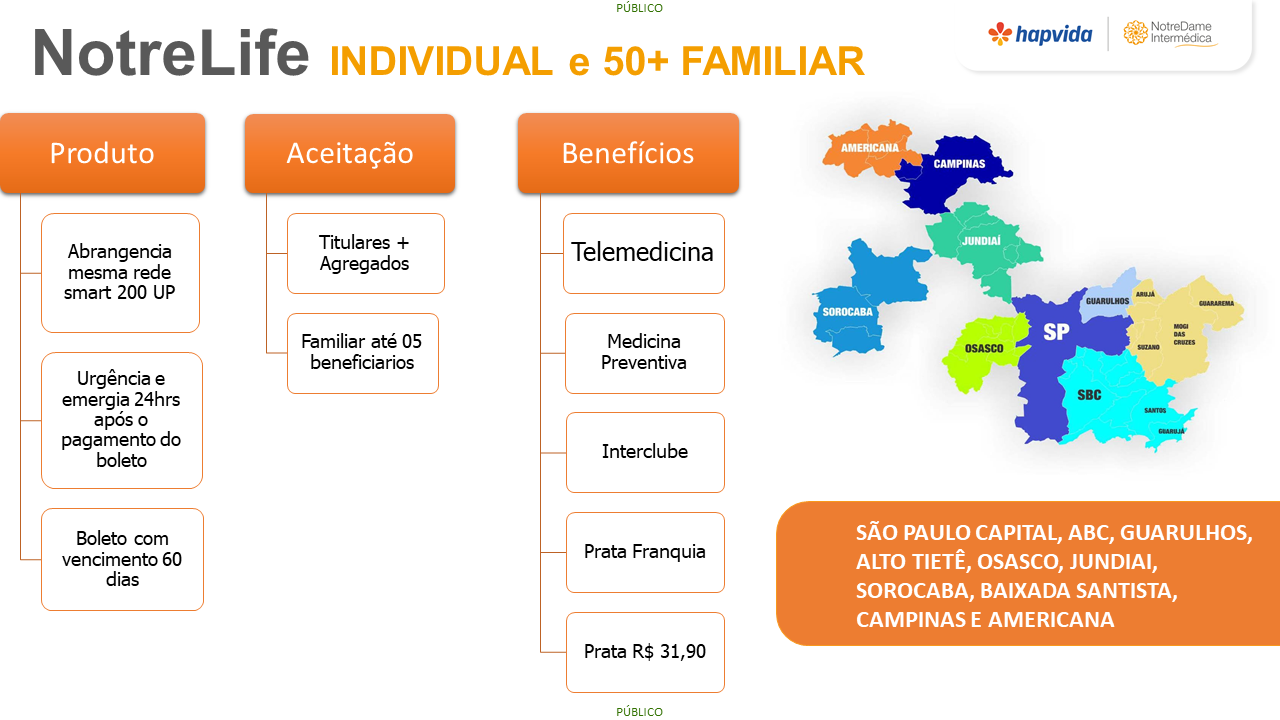 PÚBLICO
NotreLife INDIVIDUAL e 50+ FAMILIAR
hapvida
NotreDame
Intermédica
Produto
Abrangencia
mesma rede
smart 200 UP
Urgência e
emergia 24hrs
após o
pagamento do
boleto
Boleto com
vencimento 60
dias
Aceitação
Titulares +
Agregados
Familiar até 05
beneficiarios
Benefícios
Telemedicina
Medicina
Preventiva
Interclube
Prata Franquia
Prata R$ 31,90
AMERICANA
CAMPINAS
JUNDIAÍ
SOROCABA
OSASCO
SP
GUARULHOS
ARUJÁ
GUARAREMA
MOGI
DAS
CRUZES
SUZANO
SBC
SANTOS
GUARUJÁ
SÃO PAULO CAPITAL, ABC, GUARULHOS,
ALTO TIETÊ, OSASCO, JUNDIAI,
SOROCABA, BAIXADA SANTISTA,
CAMPINAS E AMERICANA
PÚBLICO